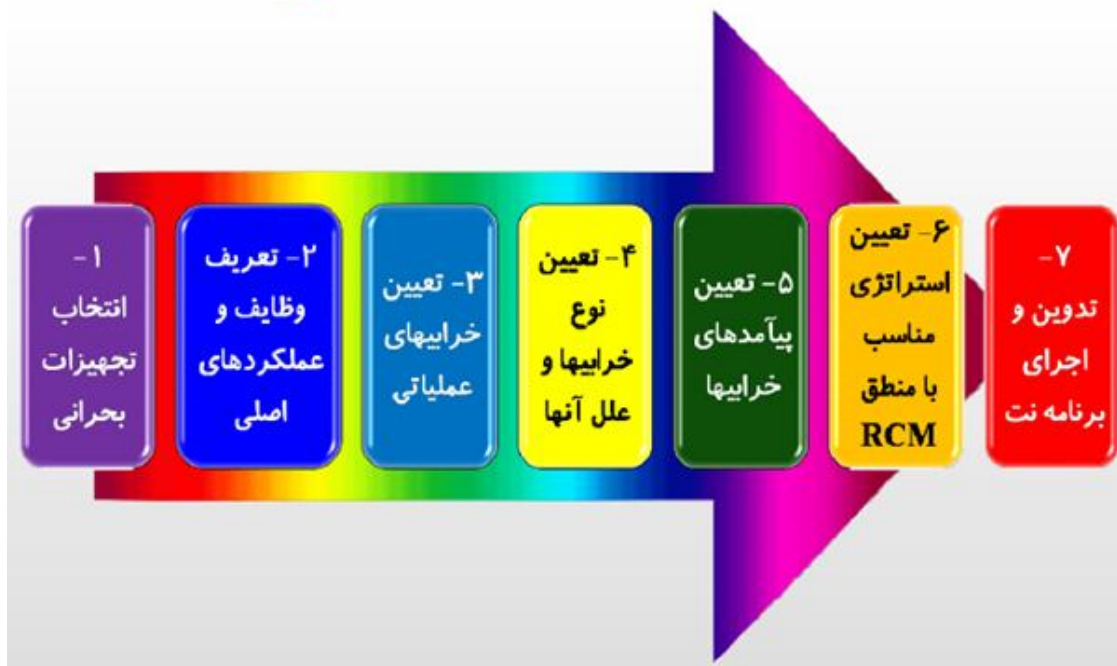 ۱-
انتخاب
تجهیزات
بحرانی
۲- تعریف
وظایف و
عملکردهای
اصلی
۳- تعیین
خرابیهای
عملیاتی
۴- تعیین
نوع
خرابیها و
علل آنها
۵- تعیین
پیآمدهای
خرابیها
۶- تعیین
استراتژی
مناسب
با منطق
RCM
۷-
تدوین و
اجرای
برنامه نت